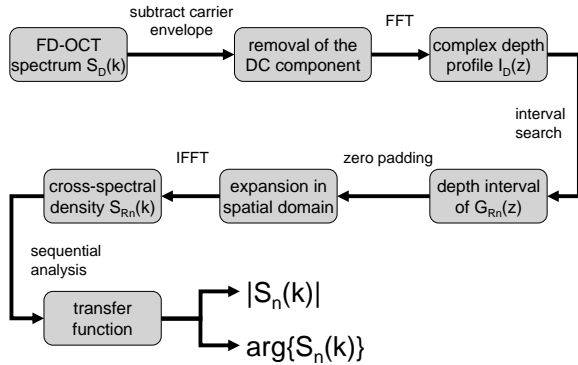 subtract carrier
envelope
FFT
FD-OCT
spectrum S_D(k)
removal of the
DC component
complex depth
profile I_D(z)
interval
search
IFFT
zero padding
cross-spectral
density S_Rn(k)
expansion in
spatial domain
depth interval
of G_Rn(z)
sequential
analysis
transfer
function
|S_n(k)|
arg{S_n(k)}